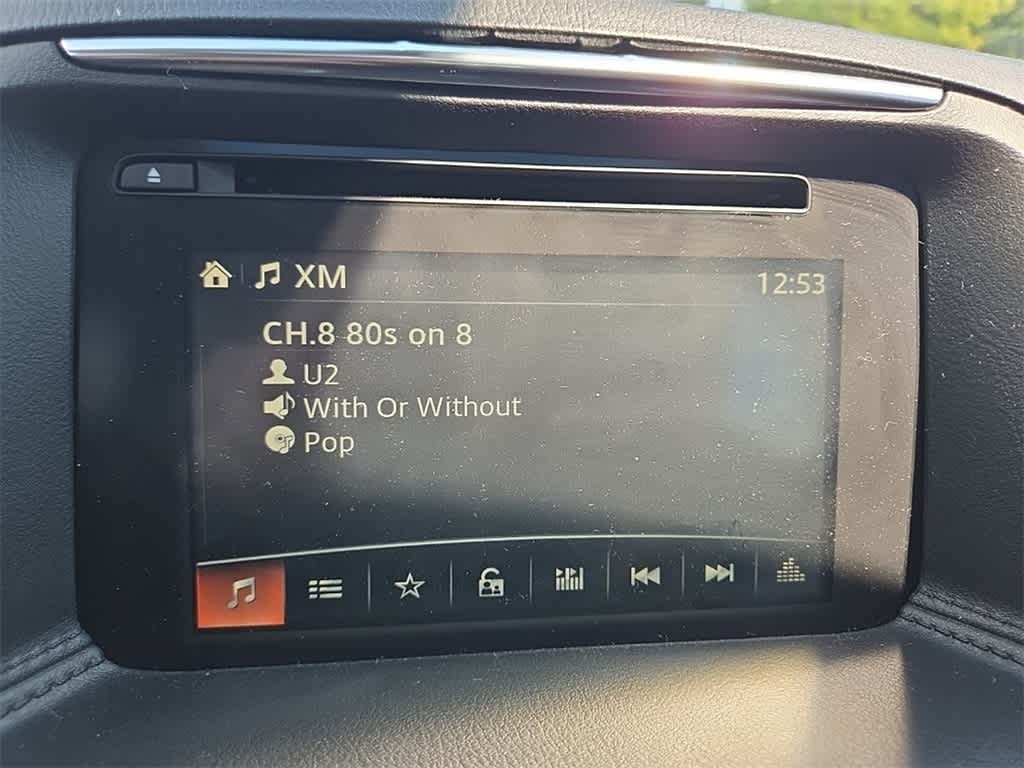 XM
12:53
CH.8 80s on 8
U2
With Or Without
Pop